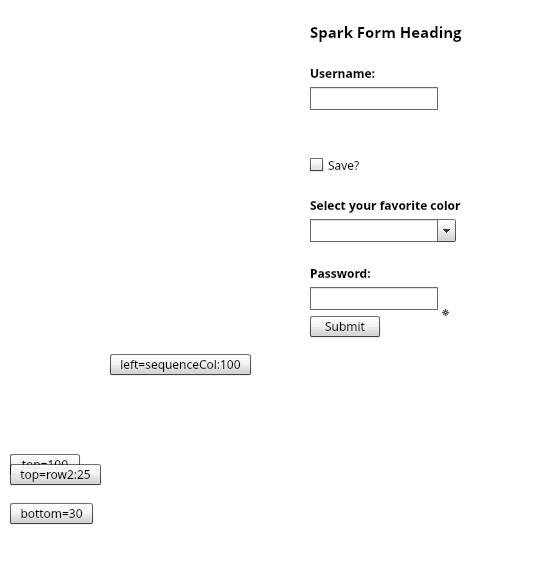 Spark Form Heading
Username:
Save?
Select your favorite color
Password:
Submit
left=sequenceCol:100
top=100
top=row2:25
bottom=30